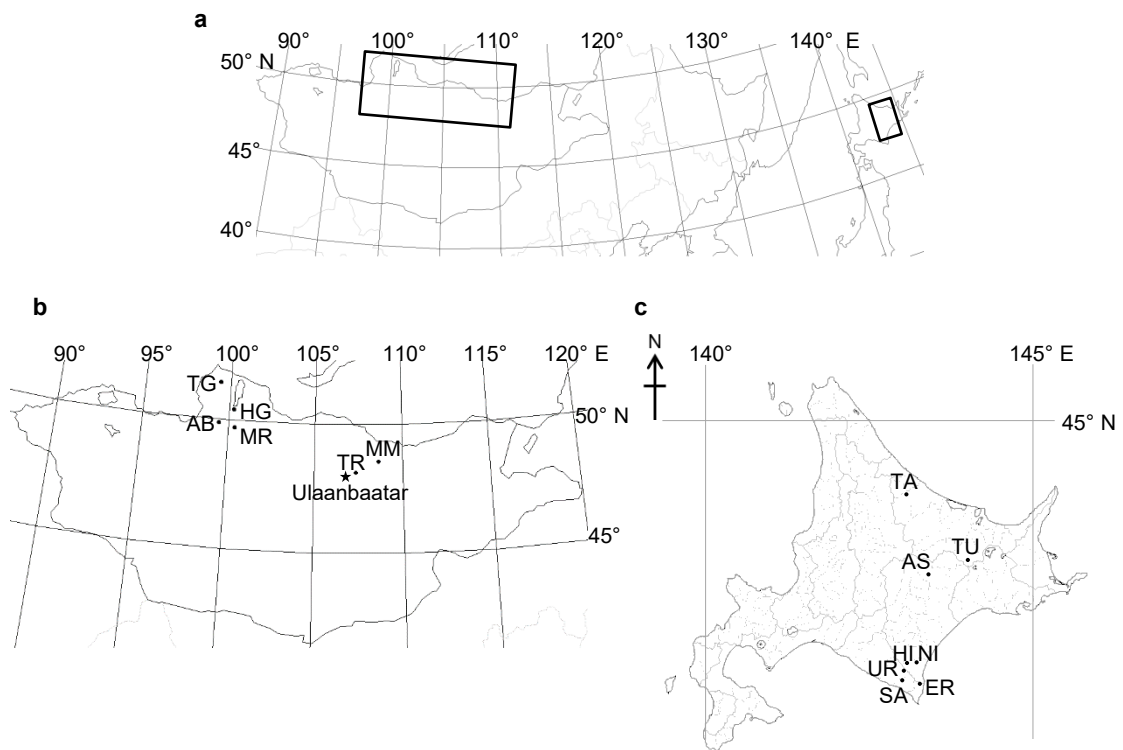 a
90° 100° 110° 120° 130° 140° E
50° N
45°
40°
b
90° 95° 100° 105° 110° 115° 120° E
TG
HG
50° N
AB
MR
MM
TR
Ulaanbaatar
45°
c
N
140° 145° E
45° N
TA
TU
AS
HI NI
UR
SA ER